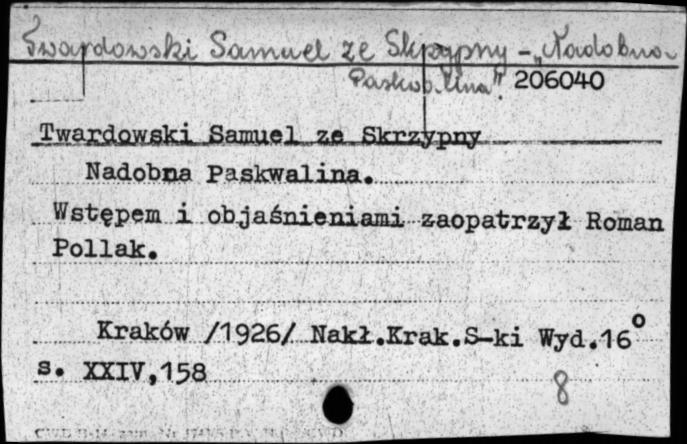 Twardowski Samuel ze Skrzypny - „Nadobna
Paskwalina". 206040
Twardowski Samuel ze Skrzypny
Nadobna Paskwalina.
Wstępem i objaśnieniami zaopatrzył Roman
Pollak.
Kraków /1926/ Nakł.Krak.S-ki Wyd.16°
s. XXIV,158
8